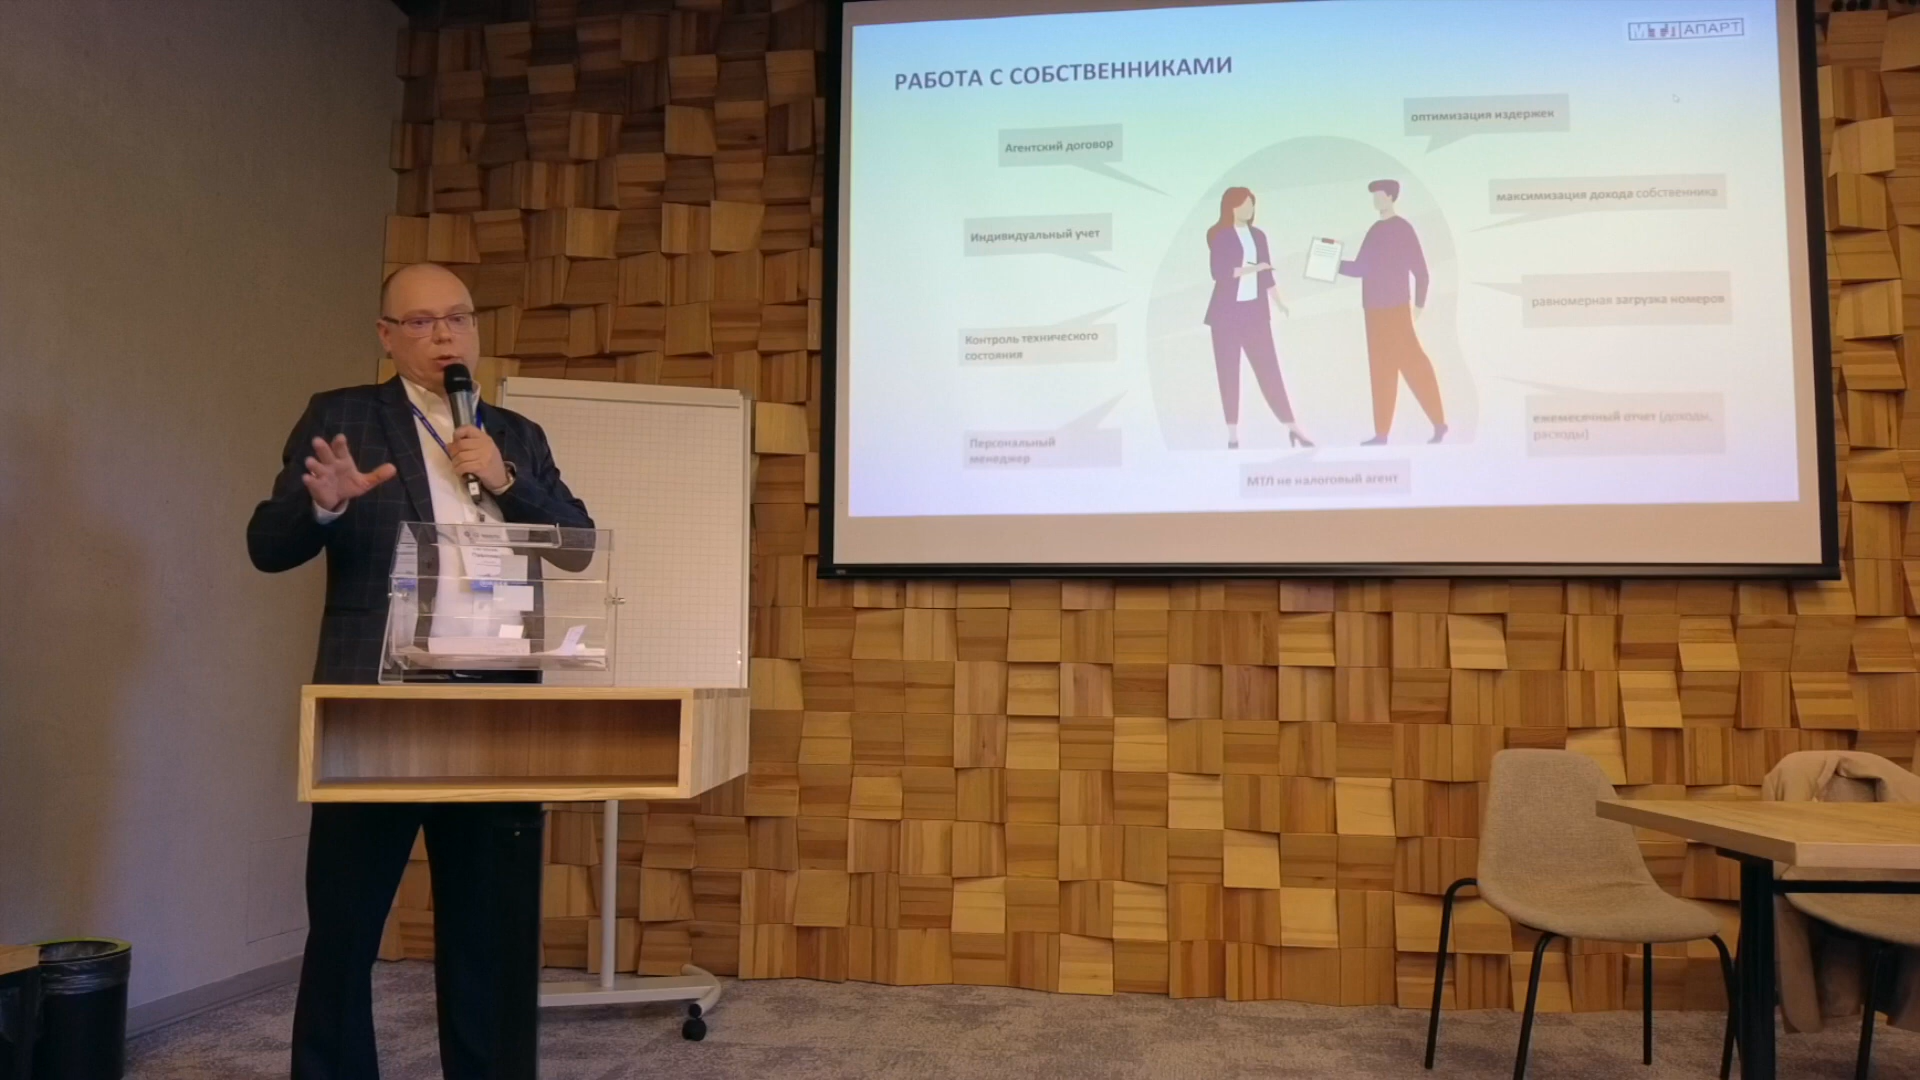 МТЛ АПАРТ
РАБОТА С СОБСТВЕННИКАМИ
Агентский договор
Индивидуальный учет
Контроль технического
состояния
Персональный
менеджер
оптимизация издержек
максимизация дохода собственника
равномерная загрузка номеров
ежемесячный отчет (доходы,
расходы)
МТЛ не налоговый агент